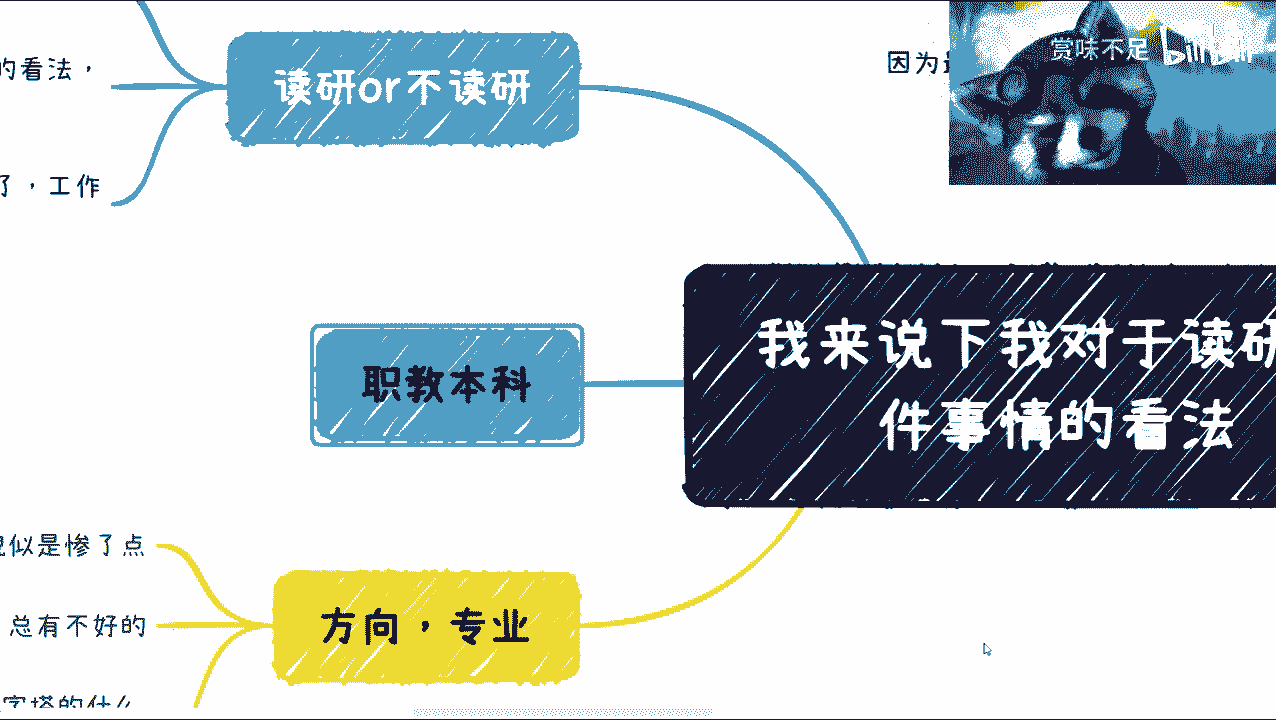 的看法，
读研or不读研
因为
赏味不足 bilibili
了，工作
我来说下我对于读研
件事情的看法
职教本科
似是惨了点
方向，专业
总有不好的
字塔的什么